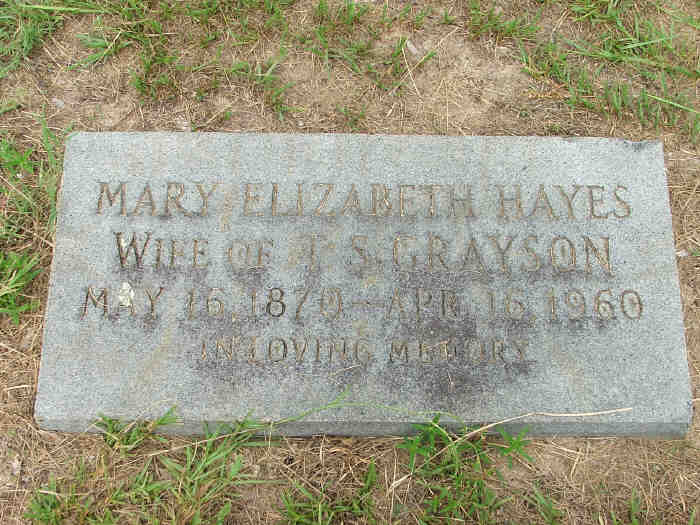 MARY ELIZABETH HAYES
WIFE OF T S GRAYSON
MAY 16, 1870 — APR. 16, 1960
IN LOVING MEMORY